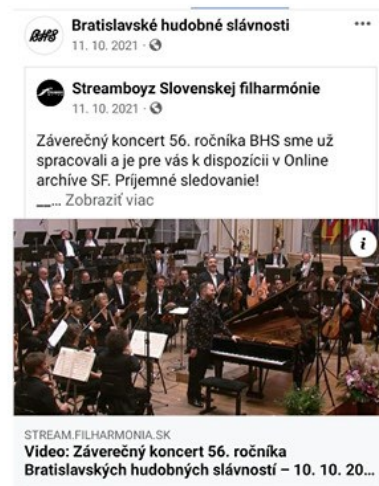 BHS
Bratislavské hudobné slávnosti
11. 10. 2021 ·
Streamboyz Slovenskej filharmónie
11. 10. 2021 ·
Záverečný koncert 56. ročníka BHS sme už
spracovali a je pre vás k dispozícii v Online
archíve SF. Príjemné sledovanie!
__... Zobraziť viac
STREAM.FILHARMONIA.SK
Video: Záverečný koncert 56. ročníka
Bratislavských hudobných slávností – 10. 10. 20...